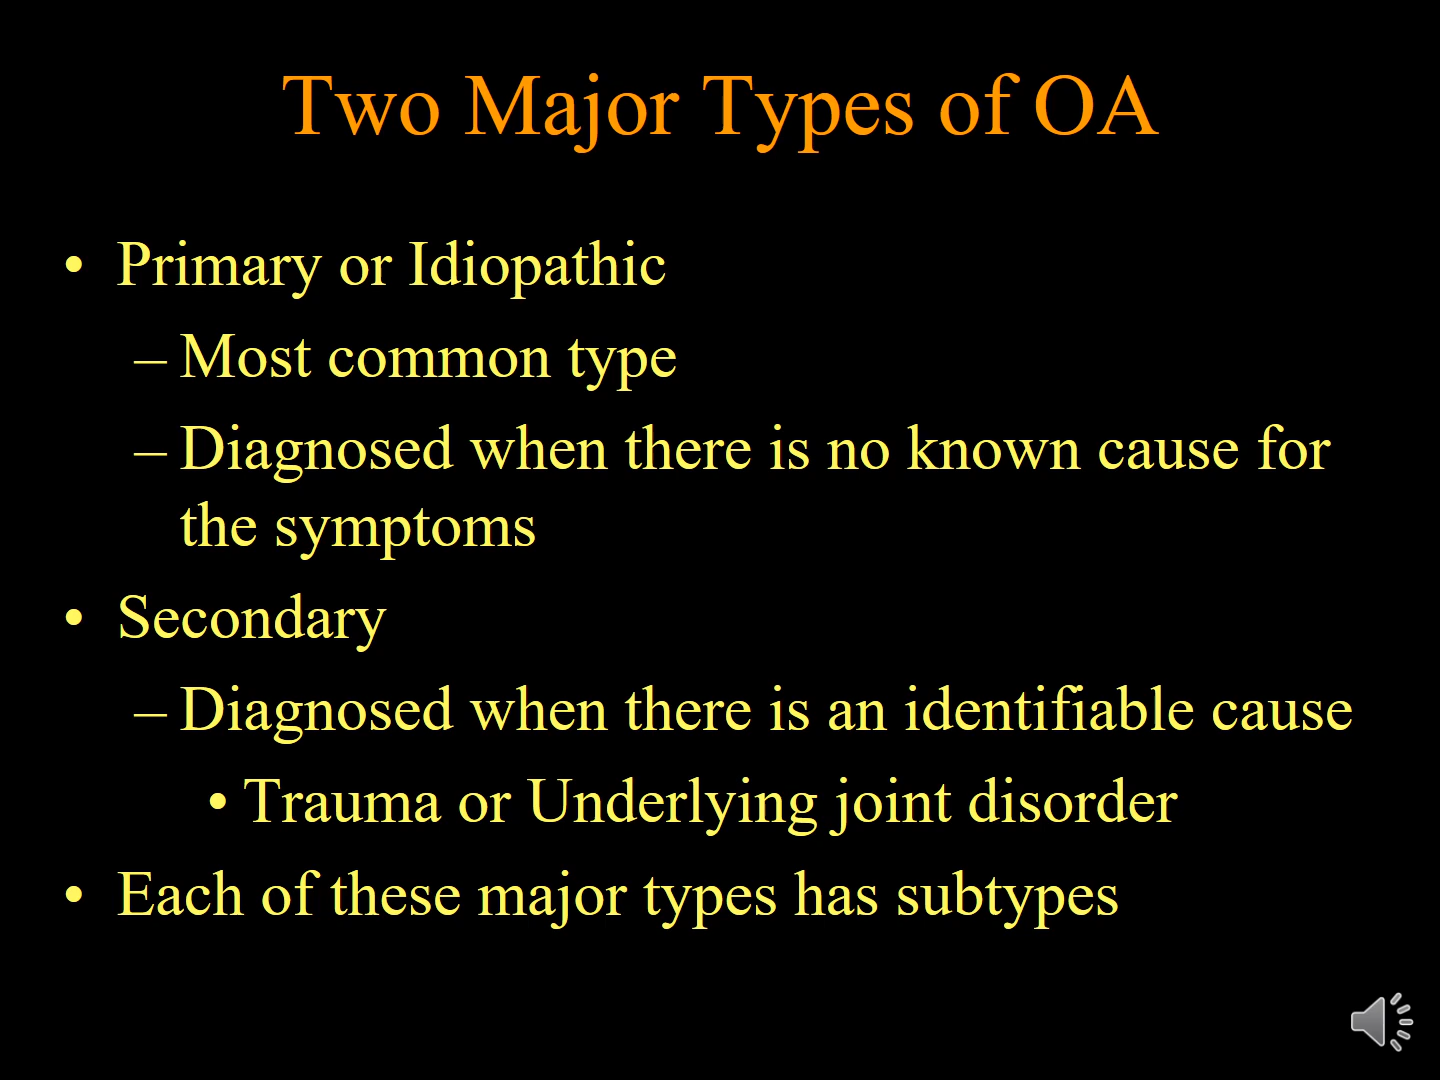 Two Major Types of OA
• Primary or Idiopathic
– Most common type
– Diagnosed when there is no known cause for
the symptoms
• Secondary
– Diagnosed when there is an identifiable cause
• Trauma or Underlying joint disorder
• Each of these major types has subtypes